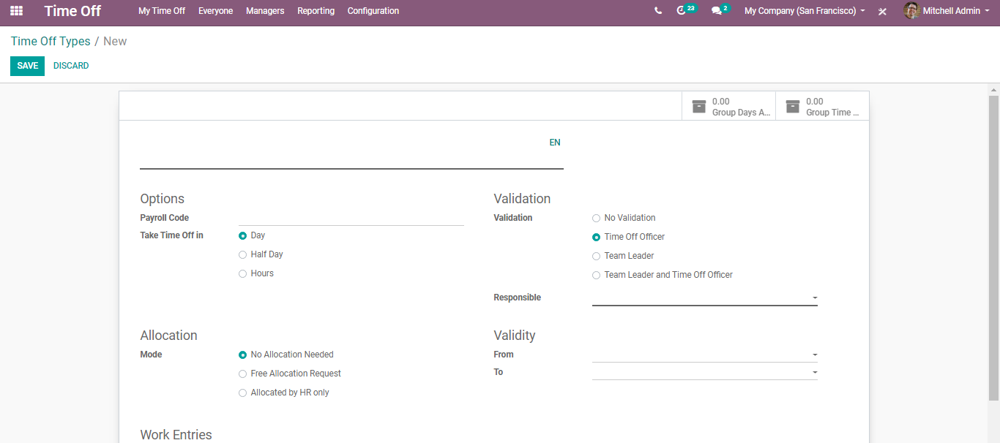 Time Off My Time Off Everyone Managers Reporting Configuration 23 2 My Company (San Francisco) Mitchell Admin
Time Off Types / New
SAVE DISCARD
0.00 0.00
Group Days A... Group Time ...
EN
Options Validation
Payroll Code Validation No Validation
Take Time Off in Day Time Off Officer
Half Day Team Leader
Hours Team Leader and Time Off Officer
Responsible
Allocation Validity
Mode No Allocation Needed From
Free Allocation Request To
Allocated by HR only
Work Entries